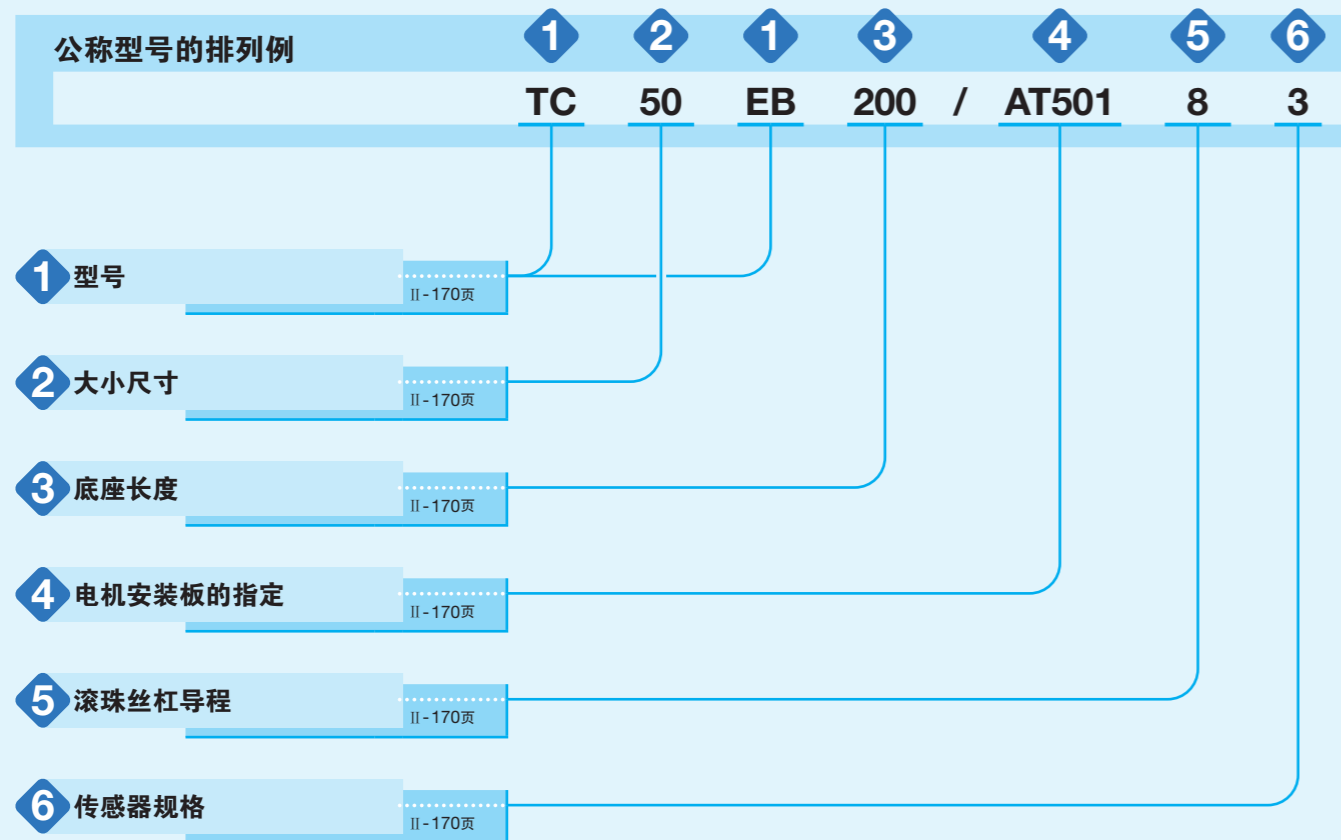 公称型号的排列例
1 2 1 3 4 5 6
TC 50 EB 200 / AT501 8 3
1 型号
II-170页
2 大小尺寸
II-170页
3 底座长度
II-170页
4 电机安装板的指定
II-170页
5 滚珠丝杠导程
II-170页
6 传感器规格
II-170页